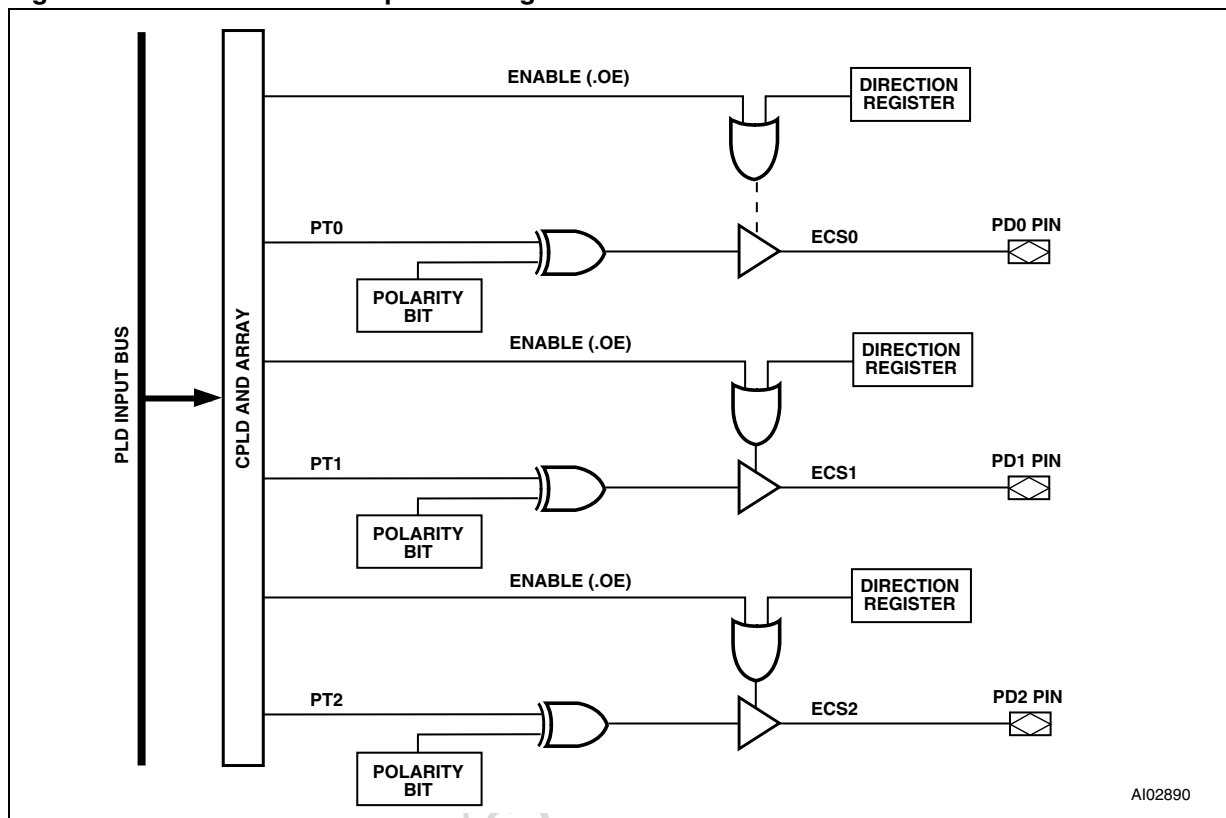 ENABLE (.OE)
DIRECTION
REGISTER
PT0
ECS0
PD0 PIN
POLARITY
BIT
ENABLE (.OE)
DIRECTION
REGISTER
PLD INPUT BUS
CPLD AND ARRAY
PT1
ECS1
PD1 PIN
POLARITY
BIT
ENABLE (.OE)
DIRECTION
REGISTER
PT2
ECS2
PD2 PIN
POLARITY
BIT
AI02890